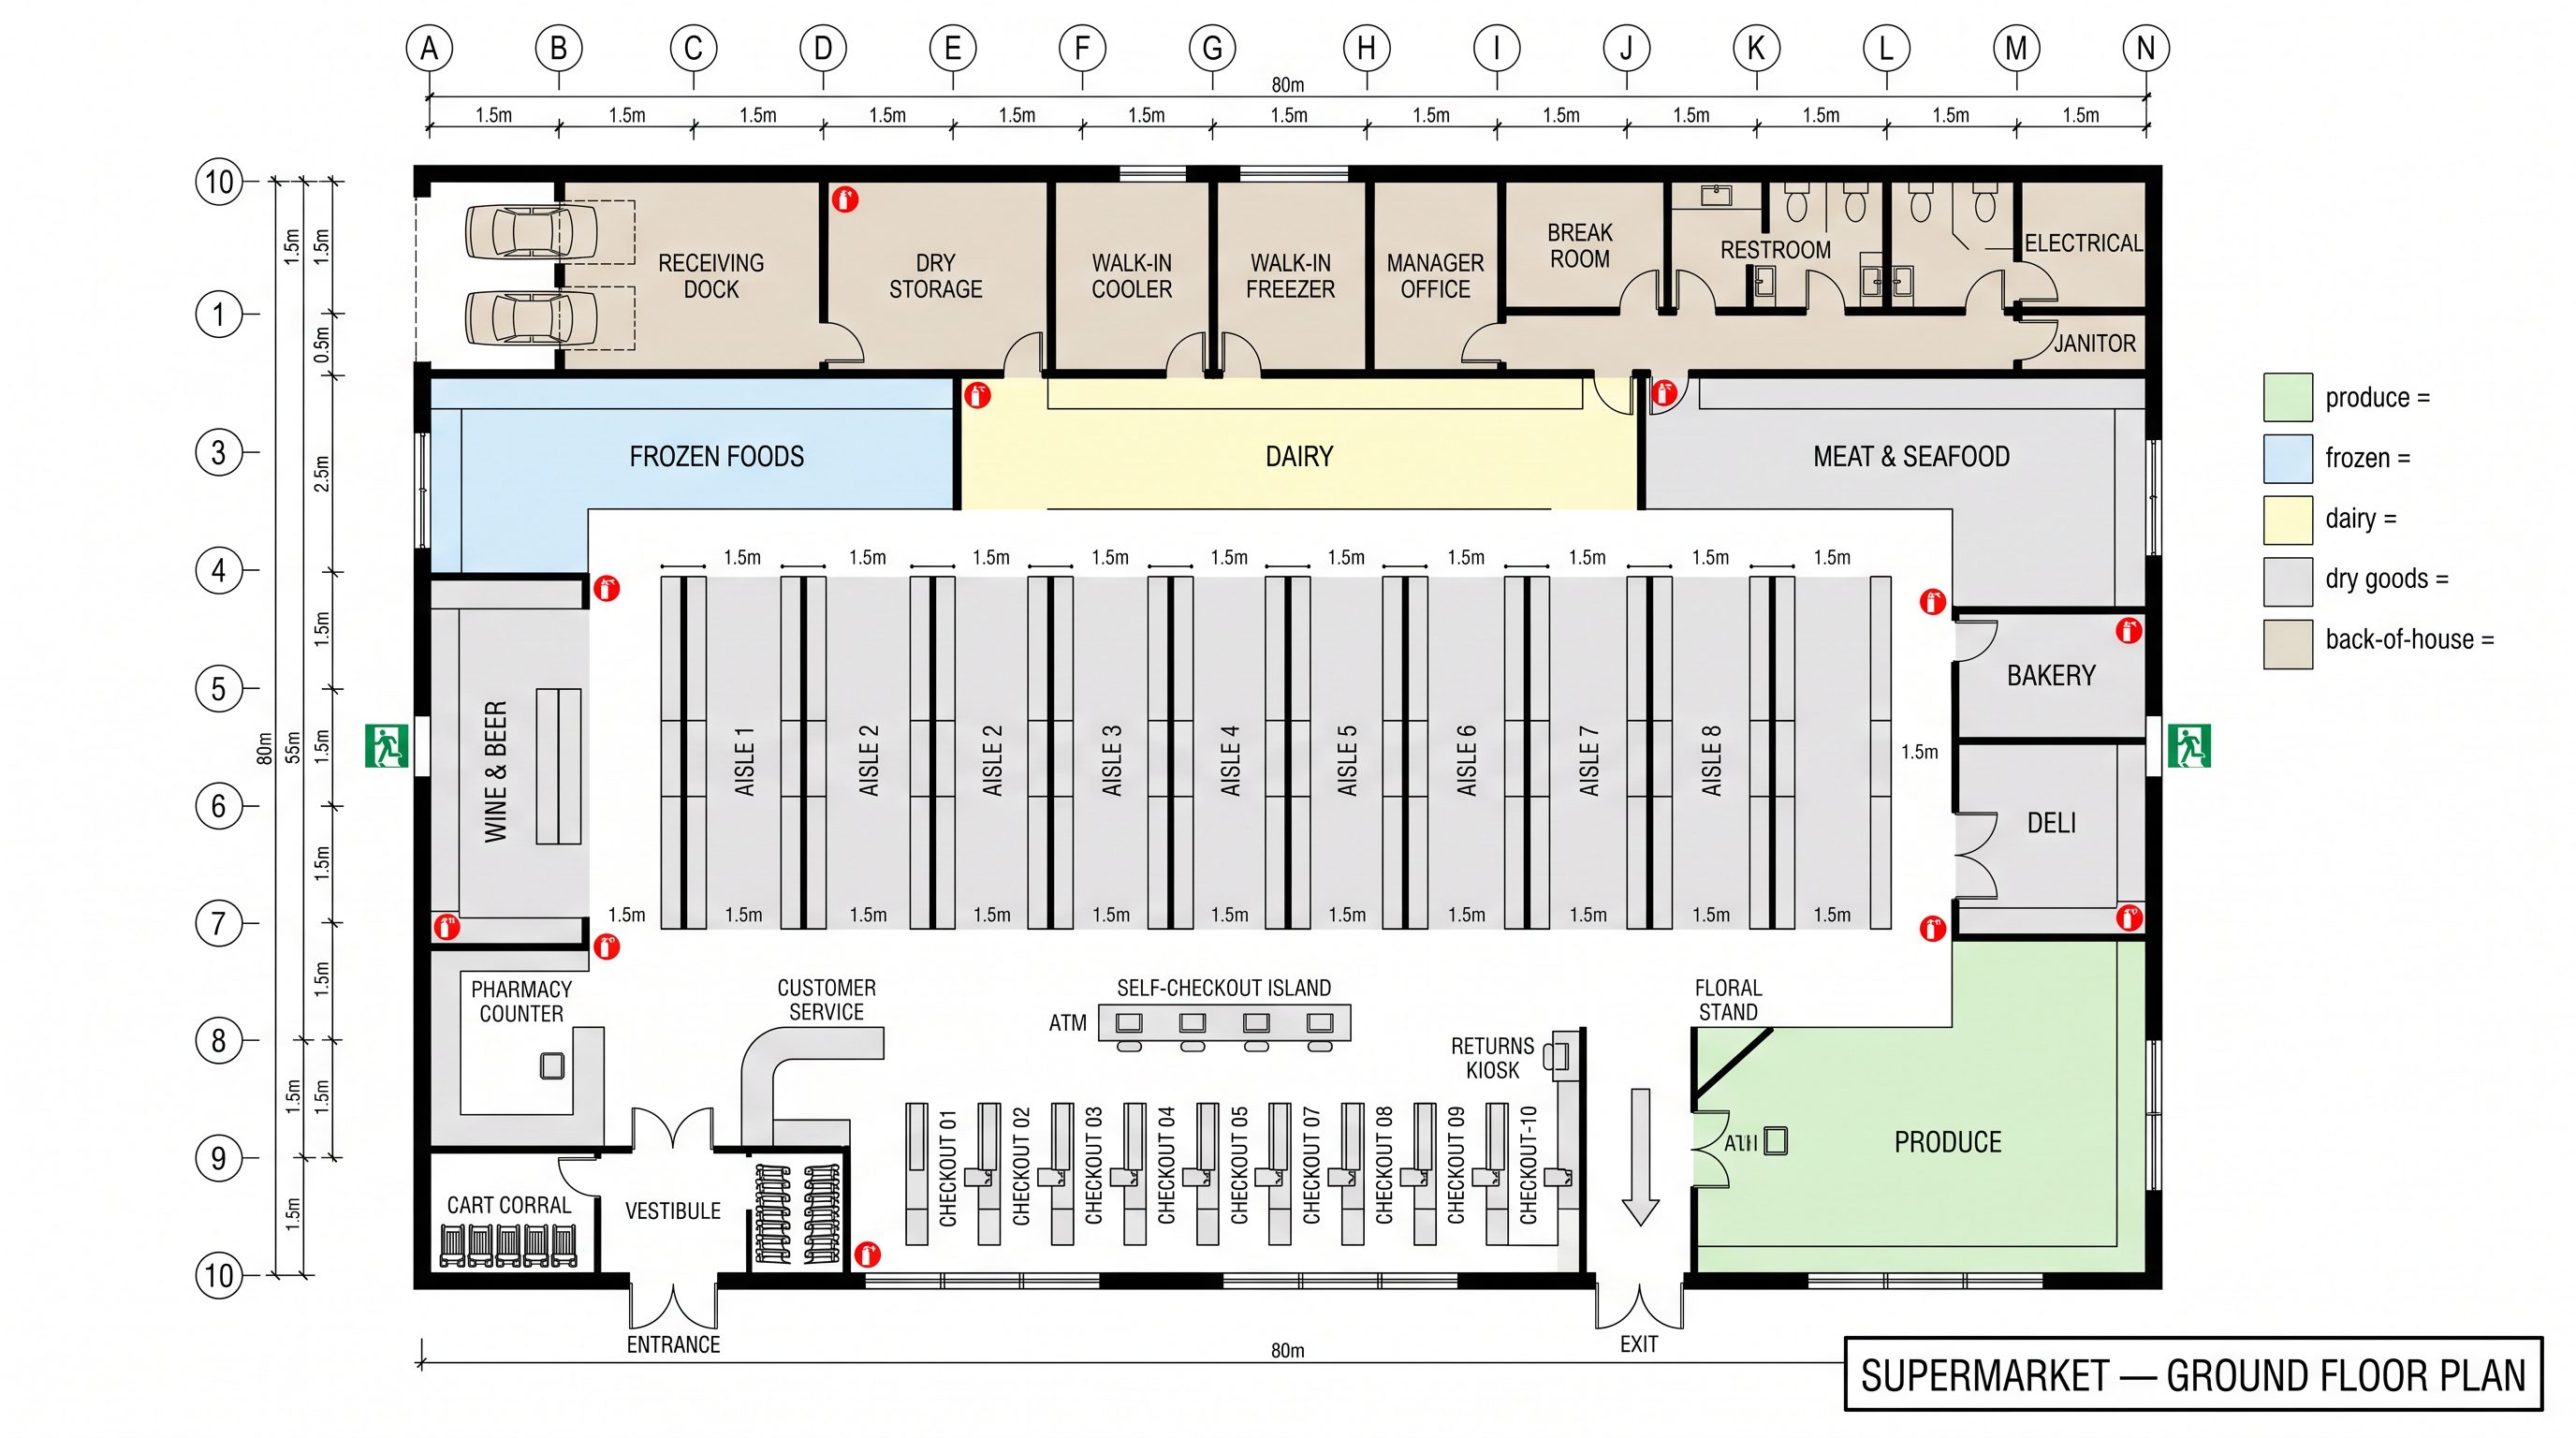 A B C D E F G H I J K L M N
80m
1.5m 1.5m 1.5m 1.5m 1.5m 1.5m 1.5m 1.5m 1.5m 1.5m 1.5m 1.5m 1.5m
10
1
3
4
5
6
7
8
9
10
80m
55m
1.5m
1.5m
1.5m
1.5m
0.9m
2.5m
1.5m
1.5m
1.5m
1.5m
1.5m
RECEIVING
DOCK
DRY
STORAGE
WALK-IN
COOLER
WALK-IN
FREEZER
MANAGER
OFFICE
BREAK
ROOM
RESTROOM
ELECTRICAL
JANITOR
FROZEN FOODS
DAIRY
MEAT & SEAFOOD
produce =
frozen =
dairy =
dry goods =
back-of-house =
1.5m 1.5m 1.5m 1.5m 1.5m 1.5m 1.5m 1.5m 1.5m 1.5m
WINE & BEER
AISLE 1
AISLE 2
AISLE 2
AISLE 3
AISLE 4
AISLE 5
AISLE 6
AISLE 7
AISLE 8
1.5m
BAKERY
DELI
1.5m 1.5m 1.5m 1.5m 1.5m 1.5m 1.5m 1.5m 1.5m 1.5m 1.5m
PHARMACY
COUNTER
CUSTOMER
SERVICE
SELF-CHECKOUT ISLAND
ATM
RETURNS
KIOSK
FLORAL
STAND
CHECKOUT 01
CHECKOUT 02
CHECKOUT 03
CHECKOUT 04
CHECKOUT 05
CHECKOUT 07
CHECKOUT 08
CHECKOUT 09
CHECKOUT-10
PRODUCE
CART CORRAL
VESTIBULE
ENTRANCE
EXIT
80m
SUPERMARKET — GROUND FLOOR PLAN